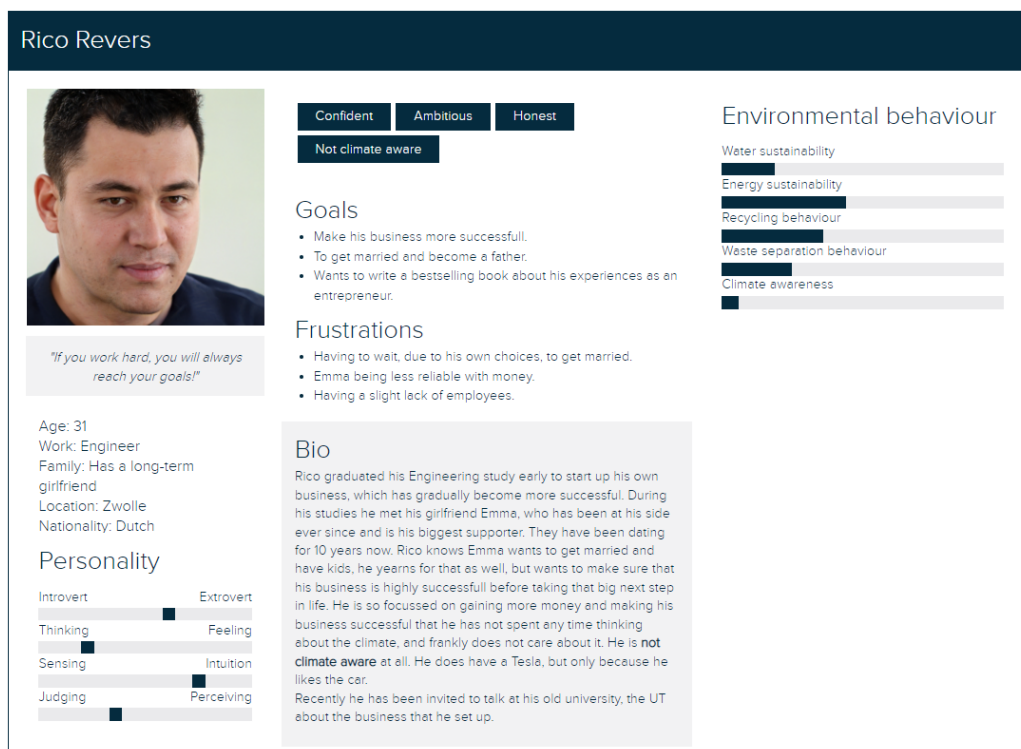 Rico Revers
"If you work hard, you will always
reach your goals!"
Age: 31
Work: Engineer
Family: Has a long-term
girlfriend
Location: Zwolle
Nationality: Dutch
Personality
Introvert Extrovert
Thinking Feeling
Sensing Intuition
Judging Perceiving
Confident Ambitious Honest
Not climate aware
Goals
• Make his business more successful.
• To get married and become a father.
• Wants to write a bestselling book about his experiences as an
entrepreneur.
Frustrations
• Having to wait, due to his own choices, to get married.
• Emma being less reliable with money.
• Having a slight lack of employees.
Bio
Rico graduated his Engineering study early to start up his own
business, which has gradually become more successful. During
his studies he met his girlfriend Emma, who has been at his side
ever since and is his biggest supporter. They have been dating
for 10 years now. Rico knows Emma wants to get married and
have kids, he yearns for that as well, but wants to make sure that
his business is highly successfull before taking that big next step
in life. He is so focussed on gaining more money and making his
business successful that he has not spent any time thinking
about the climate, and frankly does not care about it. He is not
climate aware at all. He does have a Tesla, but only because he
likes the car.
Recently he has been invited to talk at his old university, the UT
about the business that he set up.
Environmental behaviour
Water sustainability
Energy sustainability
Recycling behaviour
Waste separation behaviour
Climate awareness